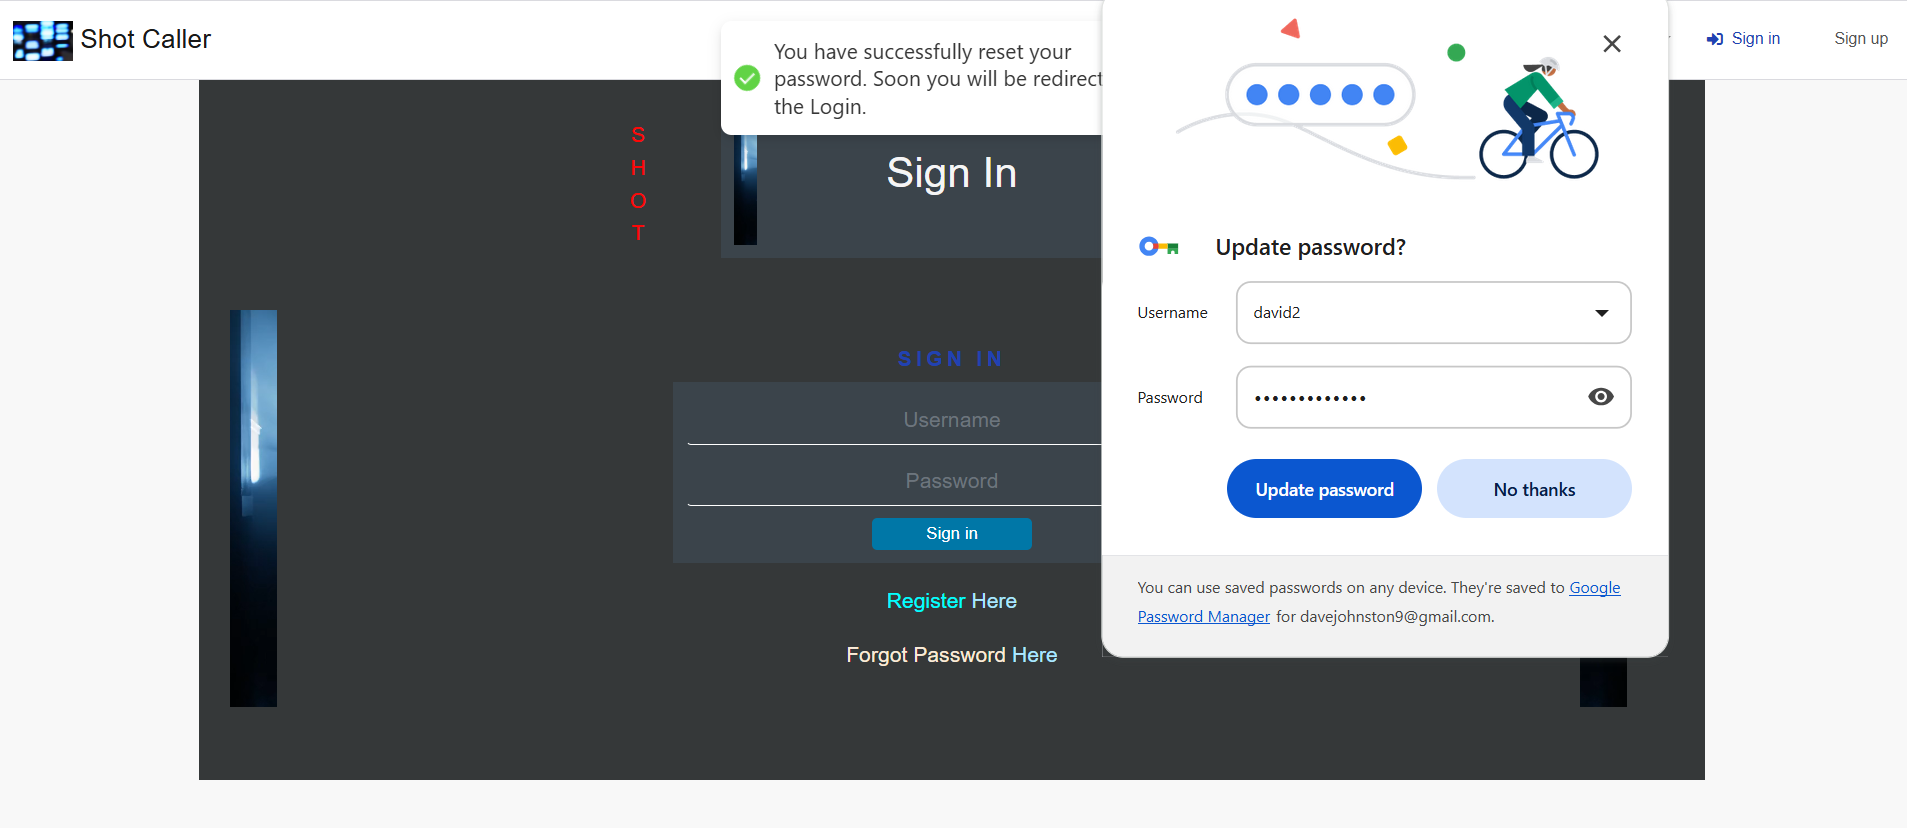 Shot Caller
Sign in
Sign up
You have successfully reset your
password. Soon you will be redirect
the Login.
S
H
O
T
Sign In
SIGN IN
Username
Password
Sign in
Register Here
Forgot Password Here
Update password?
Username
david2
Password
•••••••••••••
Update password
No thanks
You can use saved passwords on any device. They're saved to Google
Password Manager for davejohnston9@gmail.com.